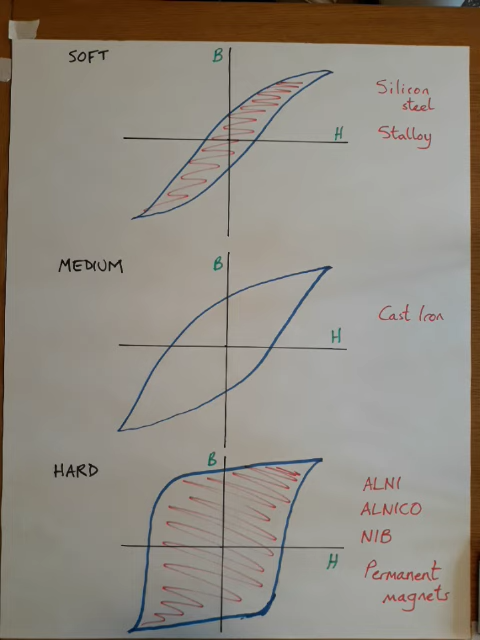 SOFT
B
Silicon
steel
H
Stalloy
MEDIUM
B
Cast Iron
H
HARD
B
ALNI
ALNICO
NIB
H
Permanent
magnets